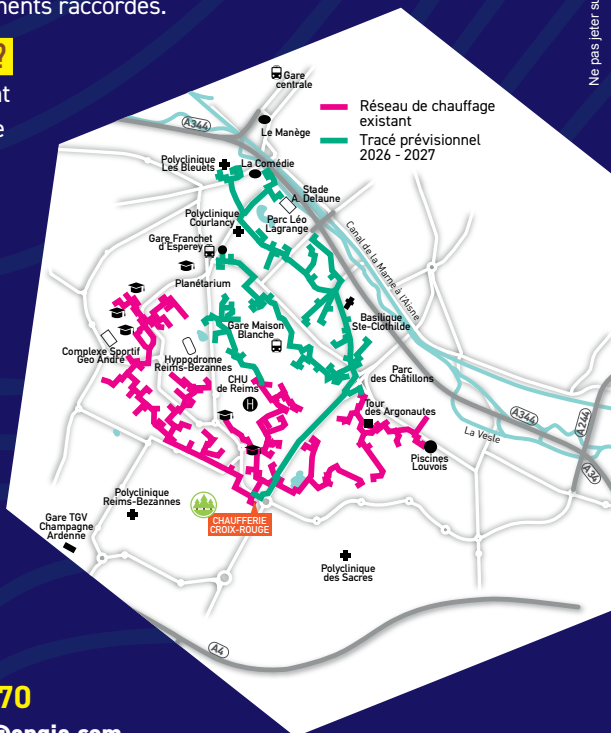 ments raccordés.
?
nt
e
70
@engie.com
Ne pas jeter su
Gare
centrale
Réseau de chauffage
existant
Tracé prévisionnel
2026 - 2027
A344
Le Manège
Polyclinique
Les Bleuets
La Comédie
Stade
A. Delaune
Polyclinique
Courlancy
Parc Léo
Lagrange
Canal de la Marne à l'Aisne
Gare Franchet
d'Esperey
Planétarium
Gare Maison
Blanche
Basilique
Ste-Clothilde
Complexe Sportif
Géo André
Hyppodrome
Reims-Bezannes
CHU
de Reims
H
Parc
des Châtillons
Tour
des Argonautes
A344
A244
A34
La Vesle
Piscines
Louvois
Polyclinique
Reims-Bezannes
Gare TGV
Champagne
Ardenne
CHAUFFERIE
CROIX-ROUGE
Polyclinique
des Sacres
A4